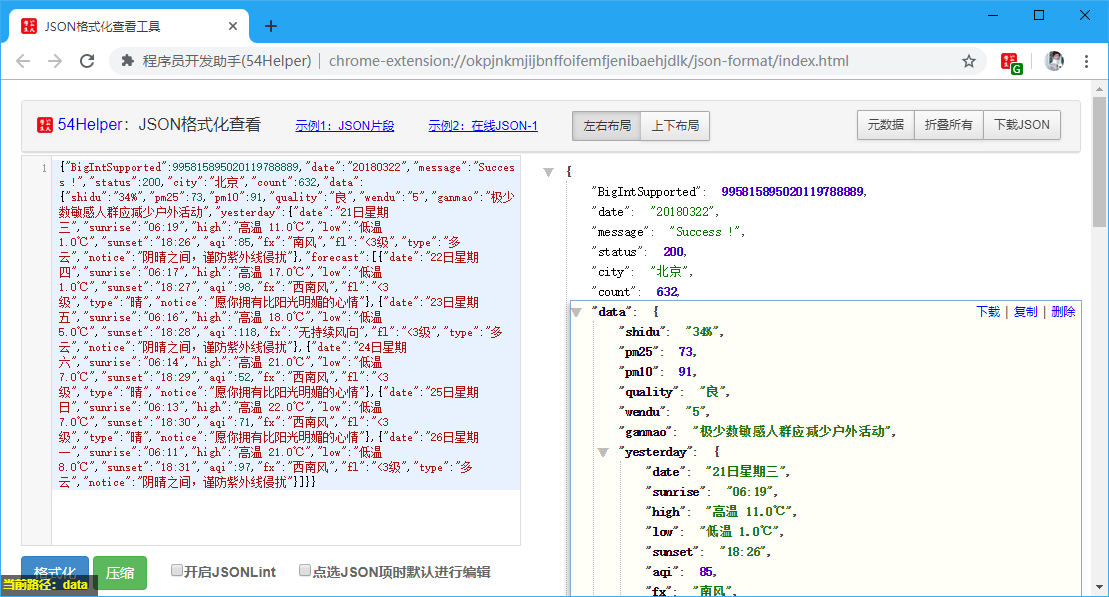 JSON格式化查看工具
程序员开发助手(54Helper) | chrome-extension://okpjnkmjijbnffoifemfjenibaehjdlk/json-format/index.html
54Helper：JSON格式化查看 示例1：JSON片段 示例2：在线JSON-1 左右布局 上下布局 元数据 折叠所有 下载JSON
1 {"BigIntSupported":995815895020119788889,"date":"20180322","message":"Succes
s !","status":200,"city":"北京","count":632,"data":
{"shidu":"34%","pm25":73,"pm10":91,"quality":"良","wendu":"5","ganmao":"极少
数敏感人群应减少户外活动","yesterday":{"date":"21日星期
三","sunrise":"06:19","high":"高温 11.0℃","low":"低温
1.0℃","sunset":"18:26","aqi":85,"fx":"南风","fl":"<3级","type":"多
云","notice":"阴晴之间，谨防紫外线侵扰"},"forecast":[{"date":"22日星期
四","sunrise":"06:17","high":"高温 17.0℃","low":"低温
1.0℃","sunset":"18:27","aqi":98,"fx":"西南风","fl":"<3
级","type":"晴","notice":"愿你拥有比阳光明媚的心情"},{"date":"23日星期
五","sunrise":"06:16","high":"高温 18.0℃","low":"低温
5.0℃","sunset":"18:28","aqi":118,"fx":"无持续风向","fl":"<3级","type":"多
云","notice":"阴晴之间，谨防紫外线侵扰"},{"date":"24日星期
六","sunrise":"06:14","high":"高温 21.0℃","low":"低温
7.0℃","sunset":"18:29","aqi":52,"fx":"西南风","fl":"<3
级","type":"晴","notice":"愿你拥有比阳光明媚的心情"},{"date":"25日星期
日","sunrise":"06:13","high":"高温 22.0℃","low":"低温
7.0℃","sunset":"18:30","aqi":71,"fx":"西南风","fl":"<3
级","type":"晴","notice":"愿你拥有比阳光明媚的心情"},{"date":"26日星期
一","sunrise":"06:11","high":"高温 21.0℃","low":"低温
8.0℃","sunset":"18:31","aqi":97,"fx":"西南风","fl":"<3级","type":"多
云","notice":"阴晴之间，谨防紫外线侵扰"}]}}
{
"BigIntSupported": 995815895020119788889,
"date": "20180322",
"message": "Success !",
"status": 200,
"city": "北京",
"count": 632,
"data": { 下载 | 复制 | 删除
"shidu": "34%",
"pm25": 73,
"pm10": 91,
"quality": "良",
"wendu": "5",
"ganmao": "极少数敏感人群应减少户外活动",
"yesterday": {
"date": "21日星期三",
"sunrise": "06:19",
"high": "高温 11.0℃",
"low": "低温 1.0℃",
"sunset": "18:26",
"aqi": 85,
"fx": "南风",
格式化 压缩 开启JSONLint 点选JSON项时默认进行编辑
当前路径：data